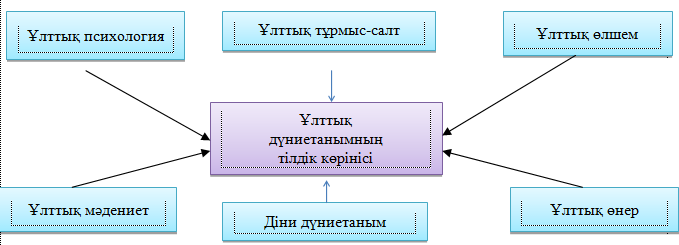 Ұлттық психология
Ұлттық тұрмыс-салт
Ұлттық өлшем
Ұлттық
дүниетанымның
тілдік көрінісі
Ұлттық мәдениет
Діни дүниетаным
Ұлттық өнер